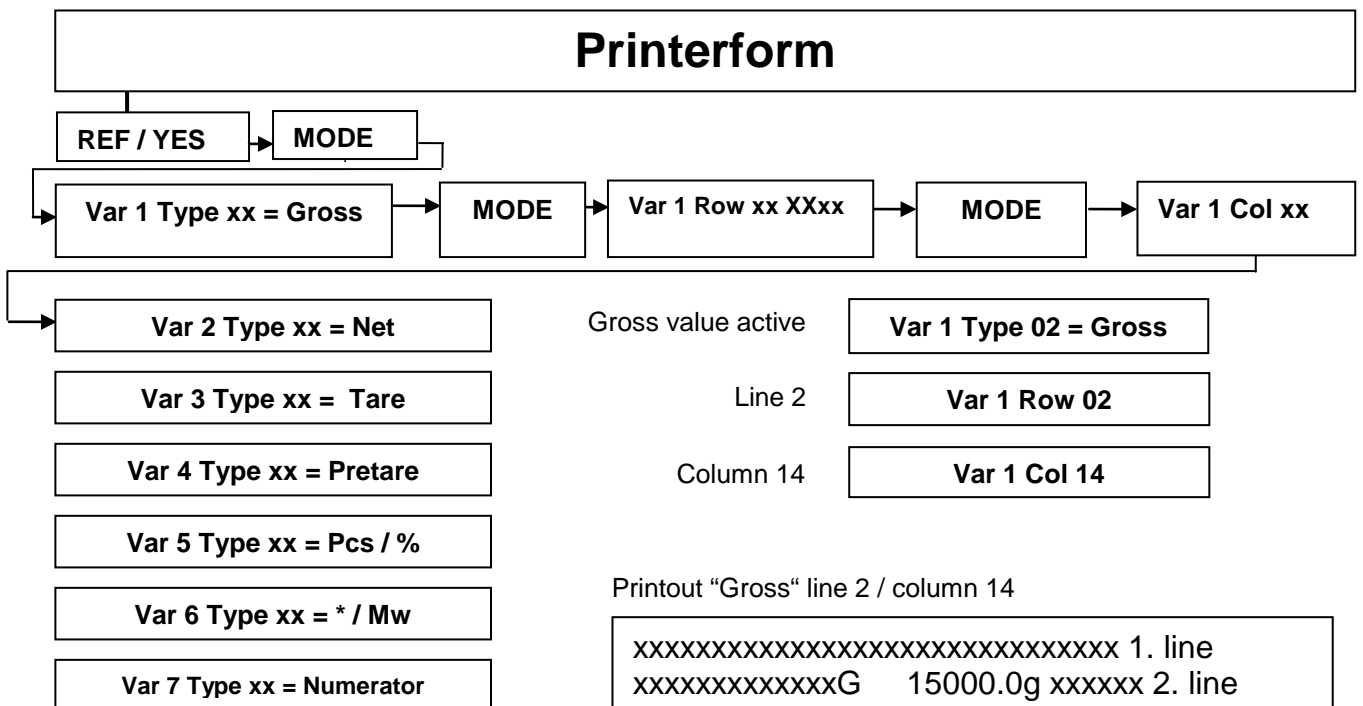 Printerform
REF / YES
MODE
Var 1 Type xx = Gross
MODE
Var 1 Row xx XXxx
MODE
Var 1 Col xx
Var 2 Type xx = Net
Gross value active
Var 1 Type 02 = Gross
Var 3 Type xx = Tare
Line 2
Var 1 Row 02
Var 4 Type xx = Pretare
Column 14
Var 1 Col 14
Var 5 Type xx = Pcs / %
Var 6 Type xx = * / Mw
Var 7 Type xx = Numerator
Printout “Gross“ line 2 / column 14
xxxxxxxxxxxxxxxxxxxxxxxxxxxxxxx 1. line
xxxxxxxxxxxxxG 15000.0g xxxxxx 2. line